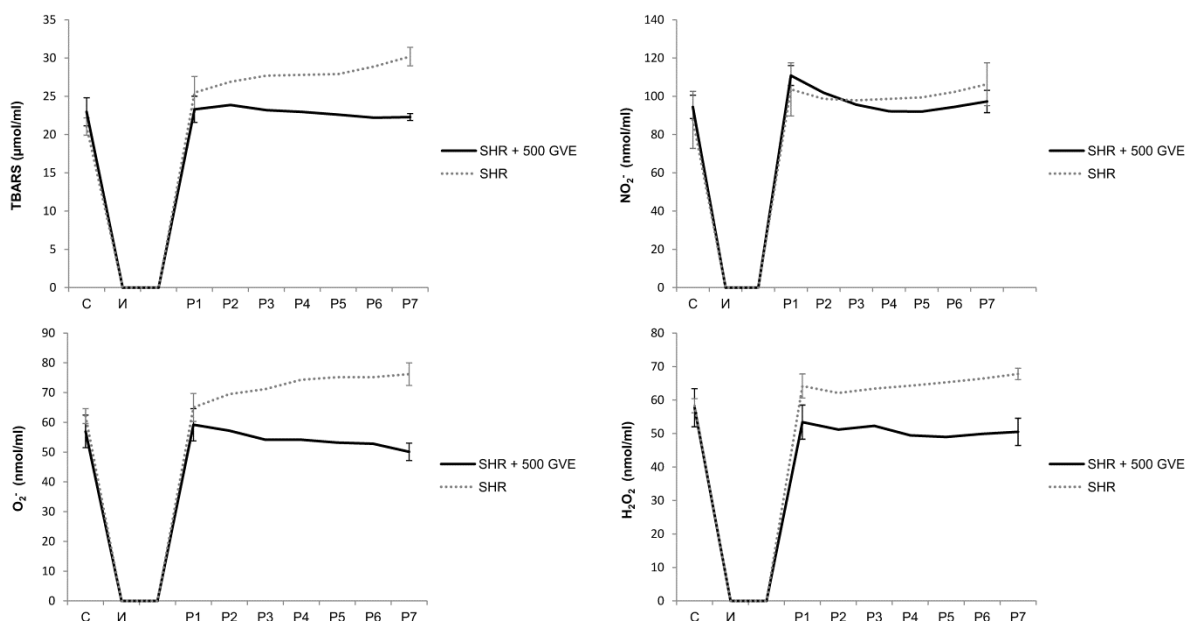 TBARS (µmol/ml)
35
30
25
20
15
10
5
0
С И P1 P2 P3 P4 P5 P6 P7
SHR + 500 GVE
SHR
NO₂⁻ (nmol/ml)
140
120
100
80
60
40
20
0
С И P1 P2 P3 P4 P5 P6 P7
SHR + 500 GVE
SHR
O₂⁻ (nmol/ml)
90
80
70
60
50
40
30
20
10
0
С И P1 P2 P3 P4 P5 P6 P7
SHR + 500 GVE
SHR
H₂O₂ (nmol/ml)
80
70
60
50
40
30
20
10
0
С И P1 P2 P3 P4 P5 P6 P7
SHR + 500 GVE
SHR